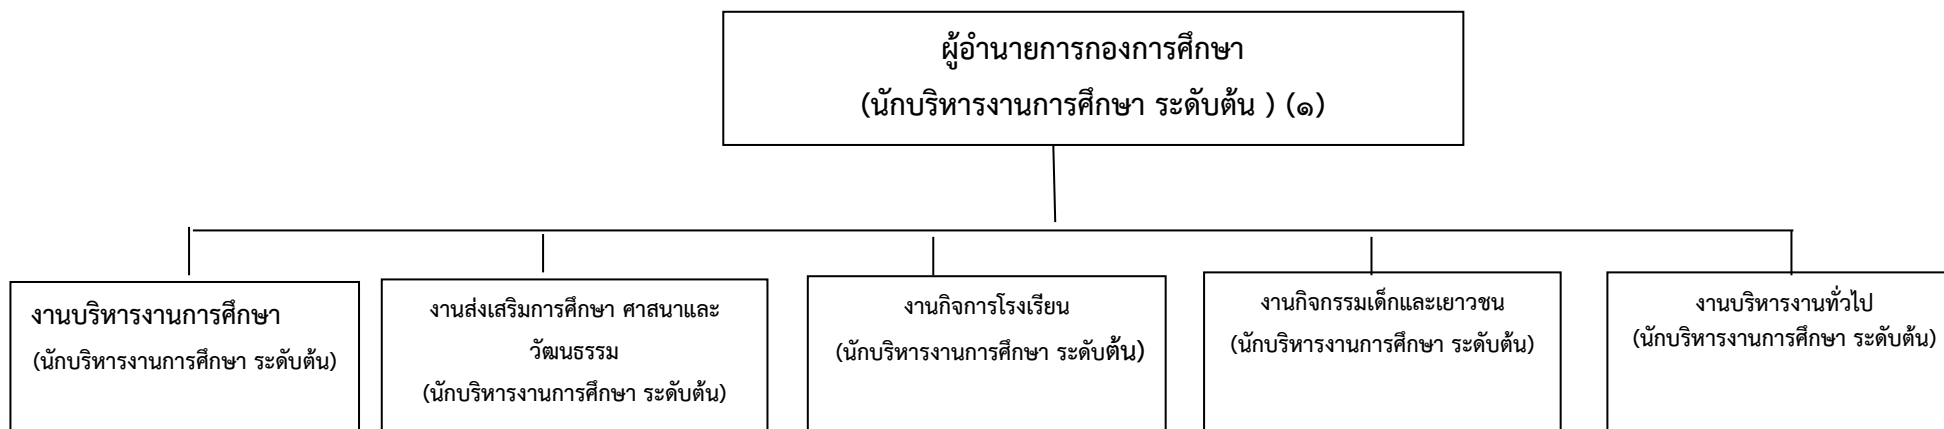 ผู้อำนายการกองการศึกษา
(นักบริหารงานการศึกษา ระดับต้น ) (๑)
งานบริหารงานการศึกษา
(นักบริหารงานการศึกษา ระดับต้น)
งานส่งเสริมการศึกษา ศาสนาและ
วัฒนธรรม
(นักบริหารงานการศึกษา ระดับต้น)
งานกิจการโรงเรียน
(นักบริหารงานการศึกษา ระดับต้น)
งานกิจกรรมเด็กและเยาวชน
(นักบริหารงานการศึกษา ระดับต้น)
งานบริหารงานทั่วไป
(นักบริหารงานการศึกษา ระดับต้น)